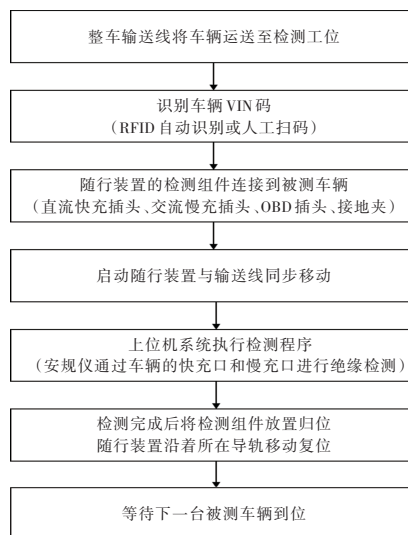 整车输送线将车辆运送至检测工位
识别车辆VIN码
（RFID自动识别或人工扫码）
随行装置的检测组件连接到被测车辆
（直流快充插头、交流慢充插头、OBD插头、接地夹）
启动随行装置与输送线同步移动
上位机系统执行检测程序
（安规仪通过车辆的快充口和慢充口进行绝缘检测）
检测完成后将检测组件放置归位
随行装置沿着所在导轨移动复位
等待下一台被测车辆到位